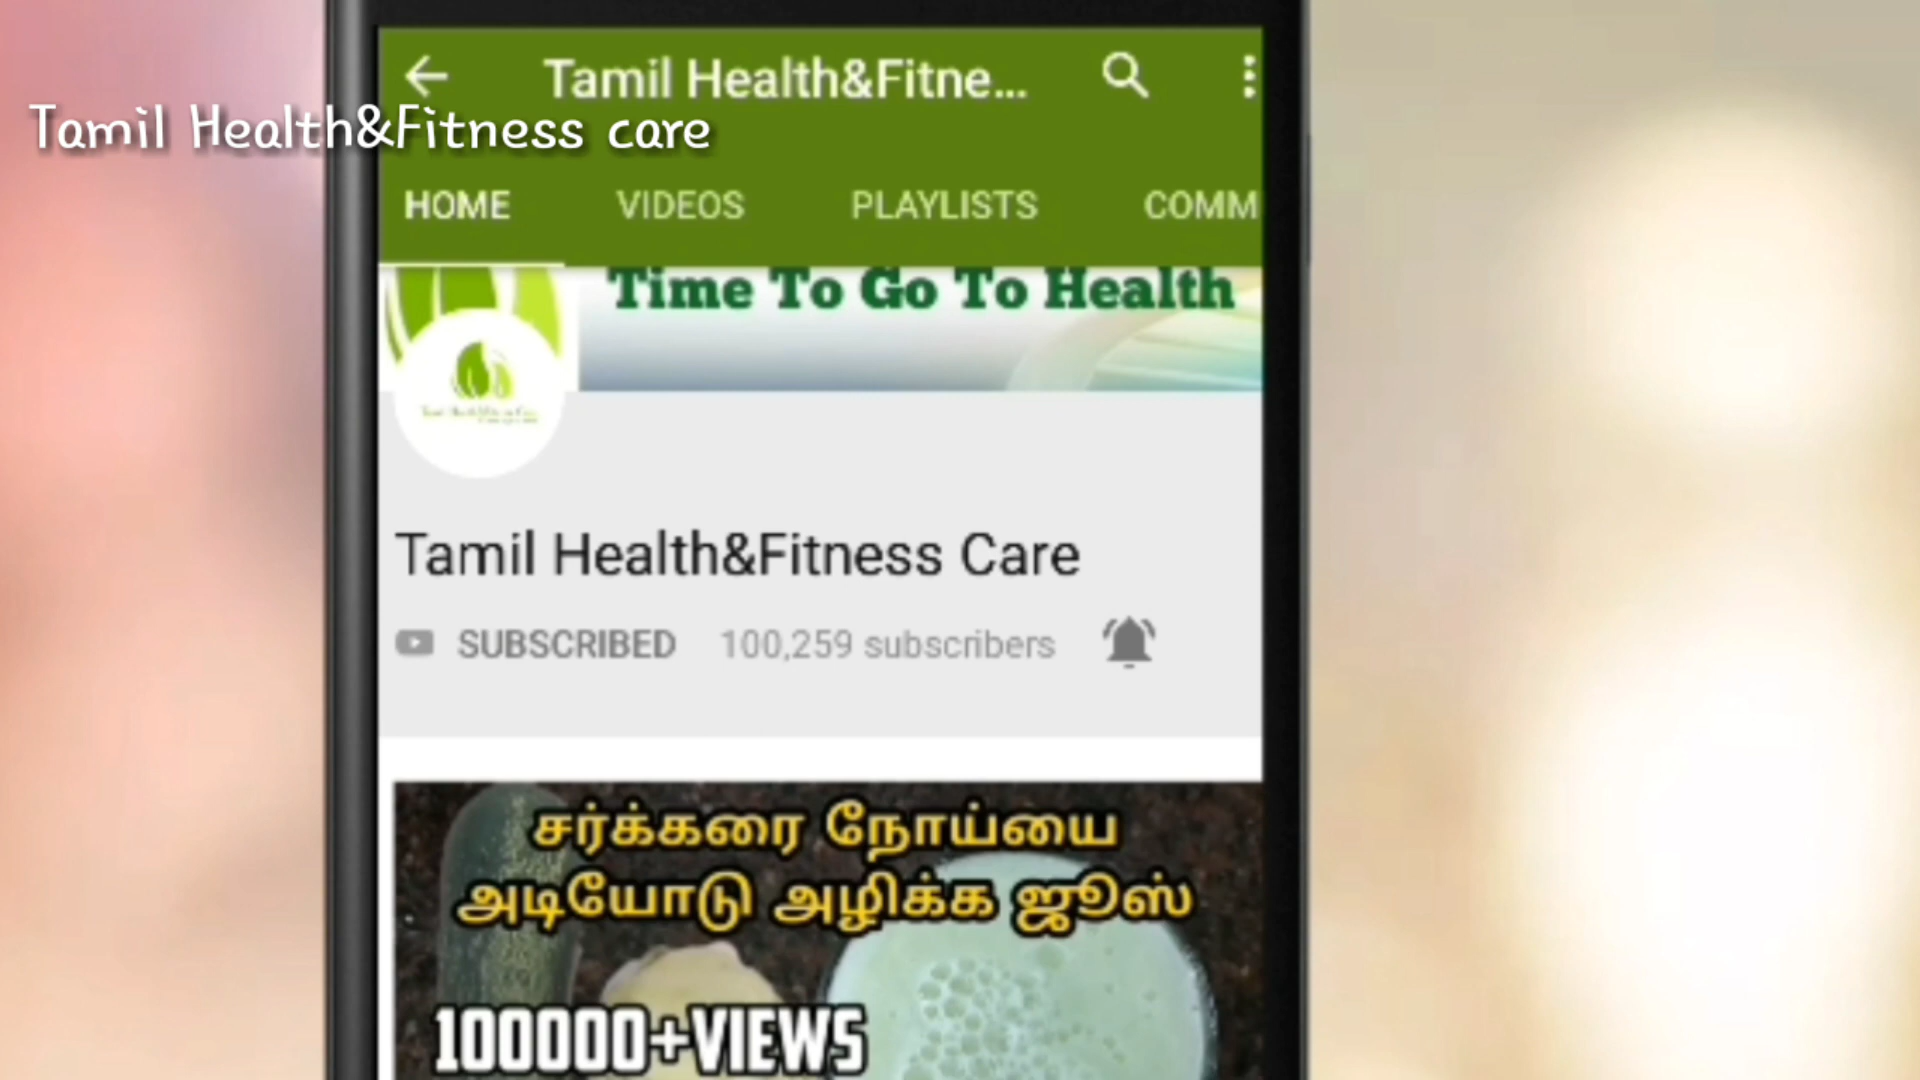 Tamil Health&Fitne...
Tamil Health&Fitness care
HOME VIDEOS PLAYLISTS COMM
Time To Go To Health
Tamil Health&Fitness Care
SUBSCRIBED 100,259 subscribers
சர்க்கரை நோய்யை
அடியோடு அழிக்க ஜூஸ்
100000+VIEWS